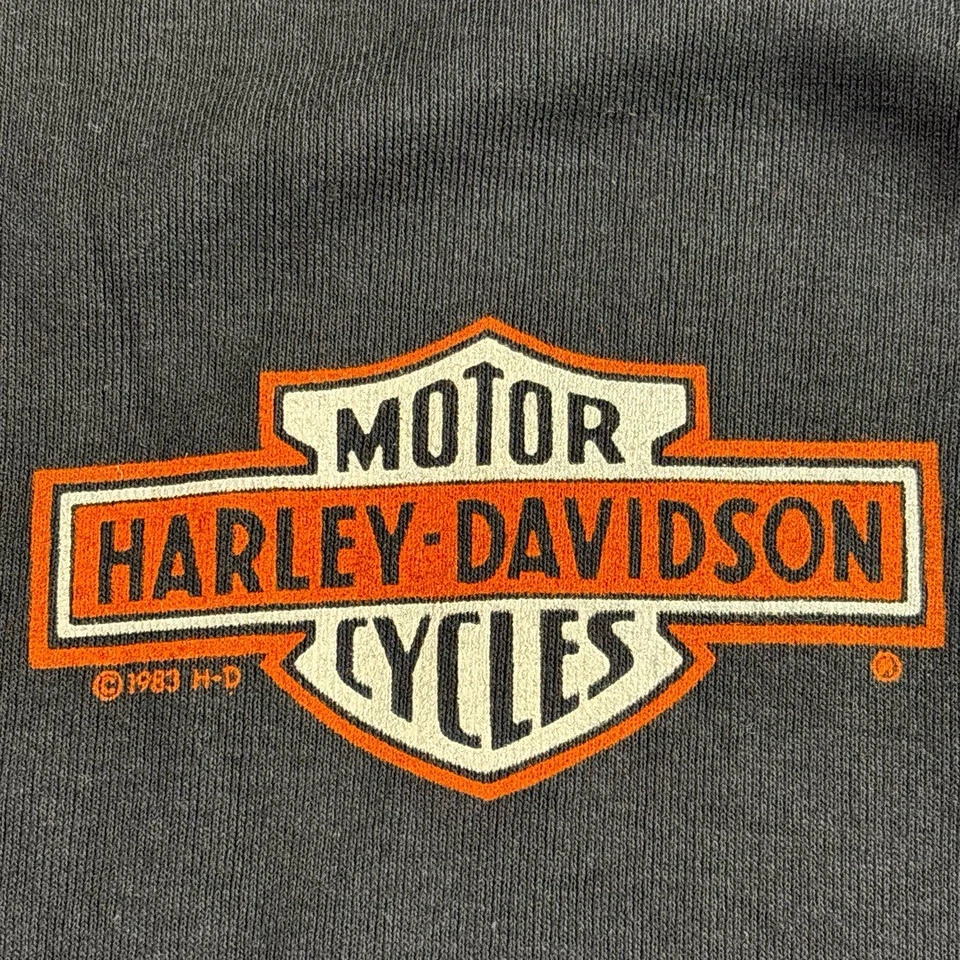 MOTOR
HARLEY-DAVIDSON
CYCLES
© 1983 H-D ®